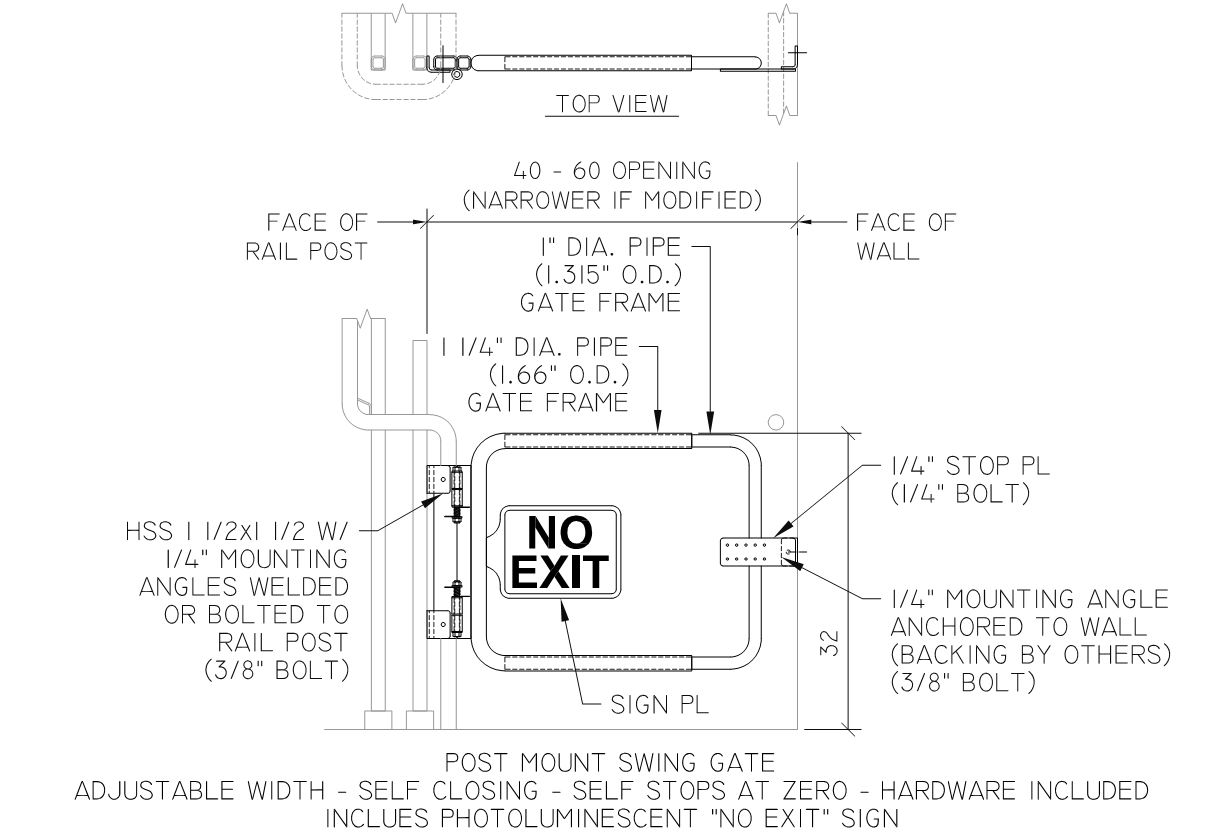 TOP VIEW
40 - 60 OPENING
(NARROWER IF MODIFIED)
FACE OF
RAIL POST
FACE OF
WALL
1" DIA. PIPE
(1.315" O.D.)
GATE FRAME
1 1/4" DIA. PIPE
(1.66" O.D.)
GATE FRAME
1/4" STOP PL
(1/4" BOLT)
HSS 1 1/2x1 1/2 W/
1/4" MOUNTING
ANGLES WELDED
OR BOLTED TO
RAIL POST
(3/8" BOLT)
NO
EXIT
1/4" MOUNTING ANGLE
ANCHORED TO WALL
(BACKING BY OTHERS)
(3/8" BOLT)
32
SIGN PL
POST MOUNT SWING GATE
ADJUSTABLE WIDTH - SELF CLOSING - SELF STOPS AT ZERO - HARDWARE INCLUDED
INCLUES PHOTOLUMINESCENT "NO EXIT" SIGN